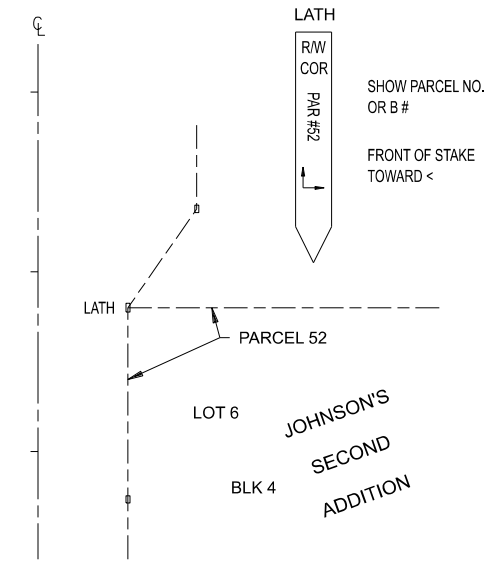 ℄
LATH
R/W
COR
PAR #52
SHOW PARCEL NO.
OR B #
FRONT OF STAKE
TOWARD <
LATH
PARCEL 52
LOT 6
BLK 4
JOHNSON'S
SECOND
ADDITION